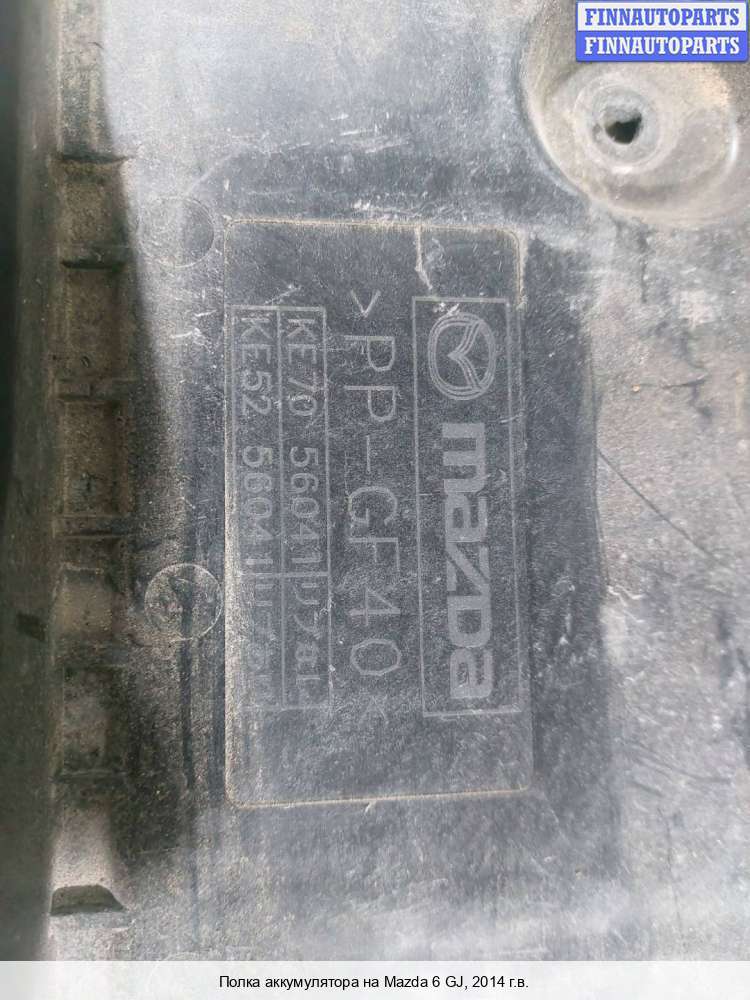 FINNAUTOPARTS
FINNAUTOPARTS
mazda
>PP-GF40<
KE70 56041
KE52 56041
Полка аккумулятора на Mazda 6 GJ, 2014 г.в.